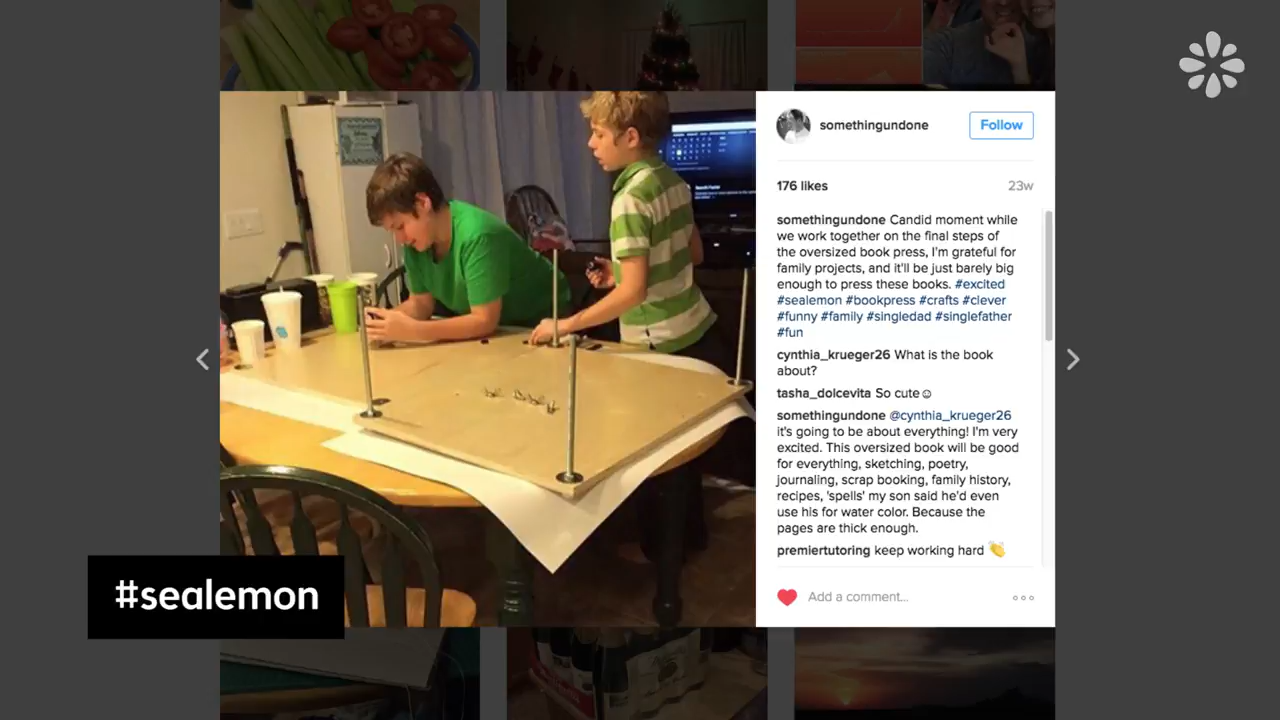 somethingundone
Follow
176 likes
23w
somethingundone Candid moment while
we work together on the final steps of
the oversized book press, I'm grateful for
family projects, and it'll be just barely big
enough to press these books. #excited
#sealemon #bookpress #crafts #clever
#funny #family #singledad #singlefather
#fun
cynthia_krueger26 What is the book
about?
tasha_dolcevita So cute☺
somethingundone @cynthia_krueger26
it's going to be about everything! I'm very
excited. This oversized book will be good
for everything, sketching, poetry,
journaling, scrap booking, family history,
recipes, 'spells' my son said he'd even
use his for water color. Because the
pages are thick enough.
premiertutoring keep working hard 👏
Add a comment...
#sealemon